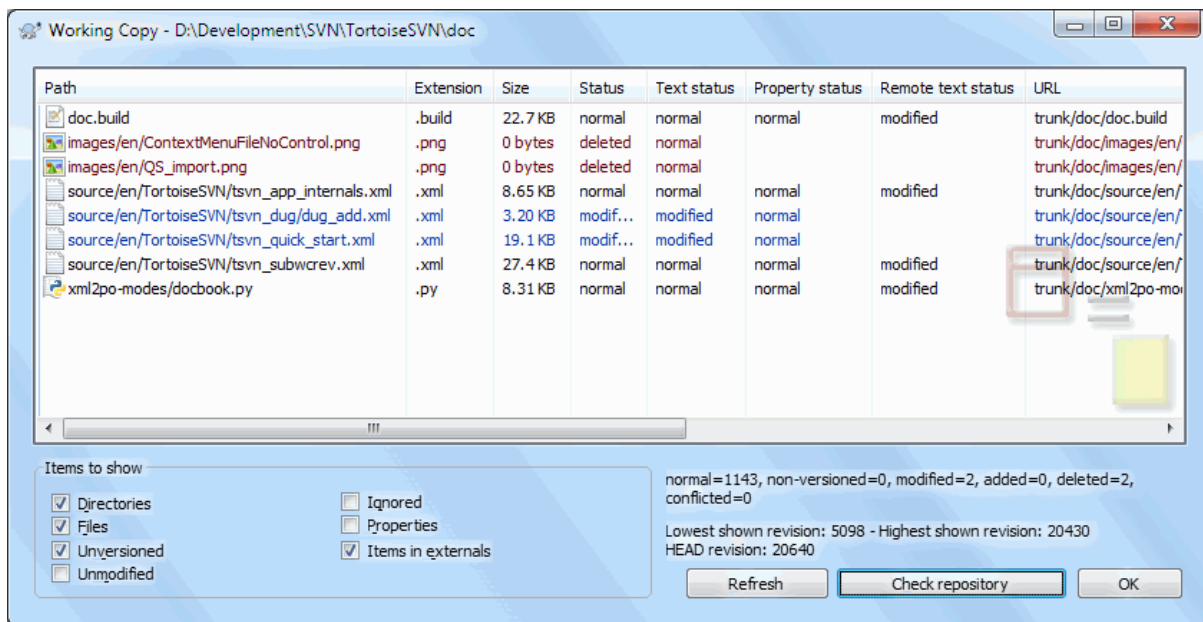 Working Copy - D:\Development\SVN\TortoiseSVN\doc
Path Extension Size Status Text status Property status Remote text status URL
doc.build .build 22.7 KB normal normal normal modified trunk/doc/doc.build
images/en/ContextMenuFileNoControl.png .png 0 bytes deleted normal trunk/doc/images/en/
images/en/QS_import.png .png 0 bytes deleted normal trunk/doc/images/en/
source/en/TortoiseSVN/tsvn_app_internals.xml .xml 8.65 KB normal normal normal modified trunk/doc/source/en/
source/en/TortoiseSVN/tsvn_dug/dug_add.xml .xml 3.20 KB modif... modified normal trunk/doc/source/en/
source/en/TortoiseSVN/tsvn_quick_start.xml .xml 19.1 KB modif... modified normal trunk/doc/source/en/
source/en/TortoiseSVN/tsvn_subwcrev.xml .xml 27.4 KB normal normal normal modified trunk/doc/source/en/
xml2po-modes/docbook.py .py 8.31 KB normal normal normal modified trunk/doc/xml2po-mo
Items to show
Directories
Files
Unversioned
Unmodified
Ignored
Properties
Items in externals
normal=1143, non-versioned=0, modified=2, added=0, deleted=2,
conflicted=0
Lowest shown revision: 5098 - Highest shown revision: 20430
HEAD revision: 20640
Refresh Check repository OK